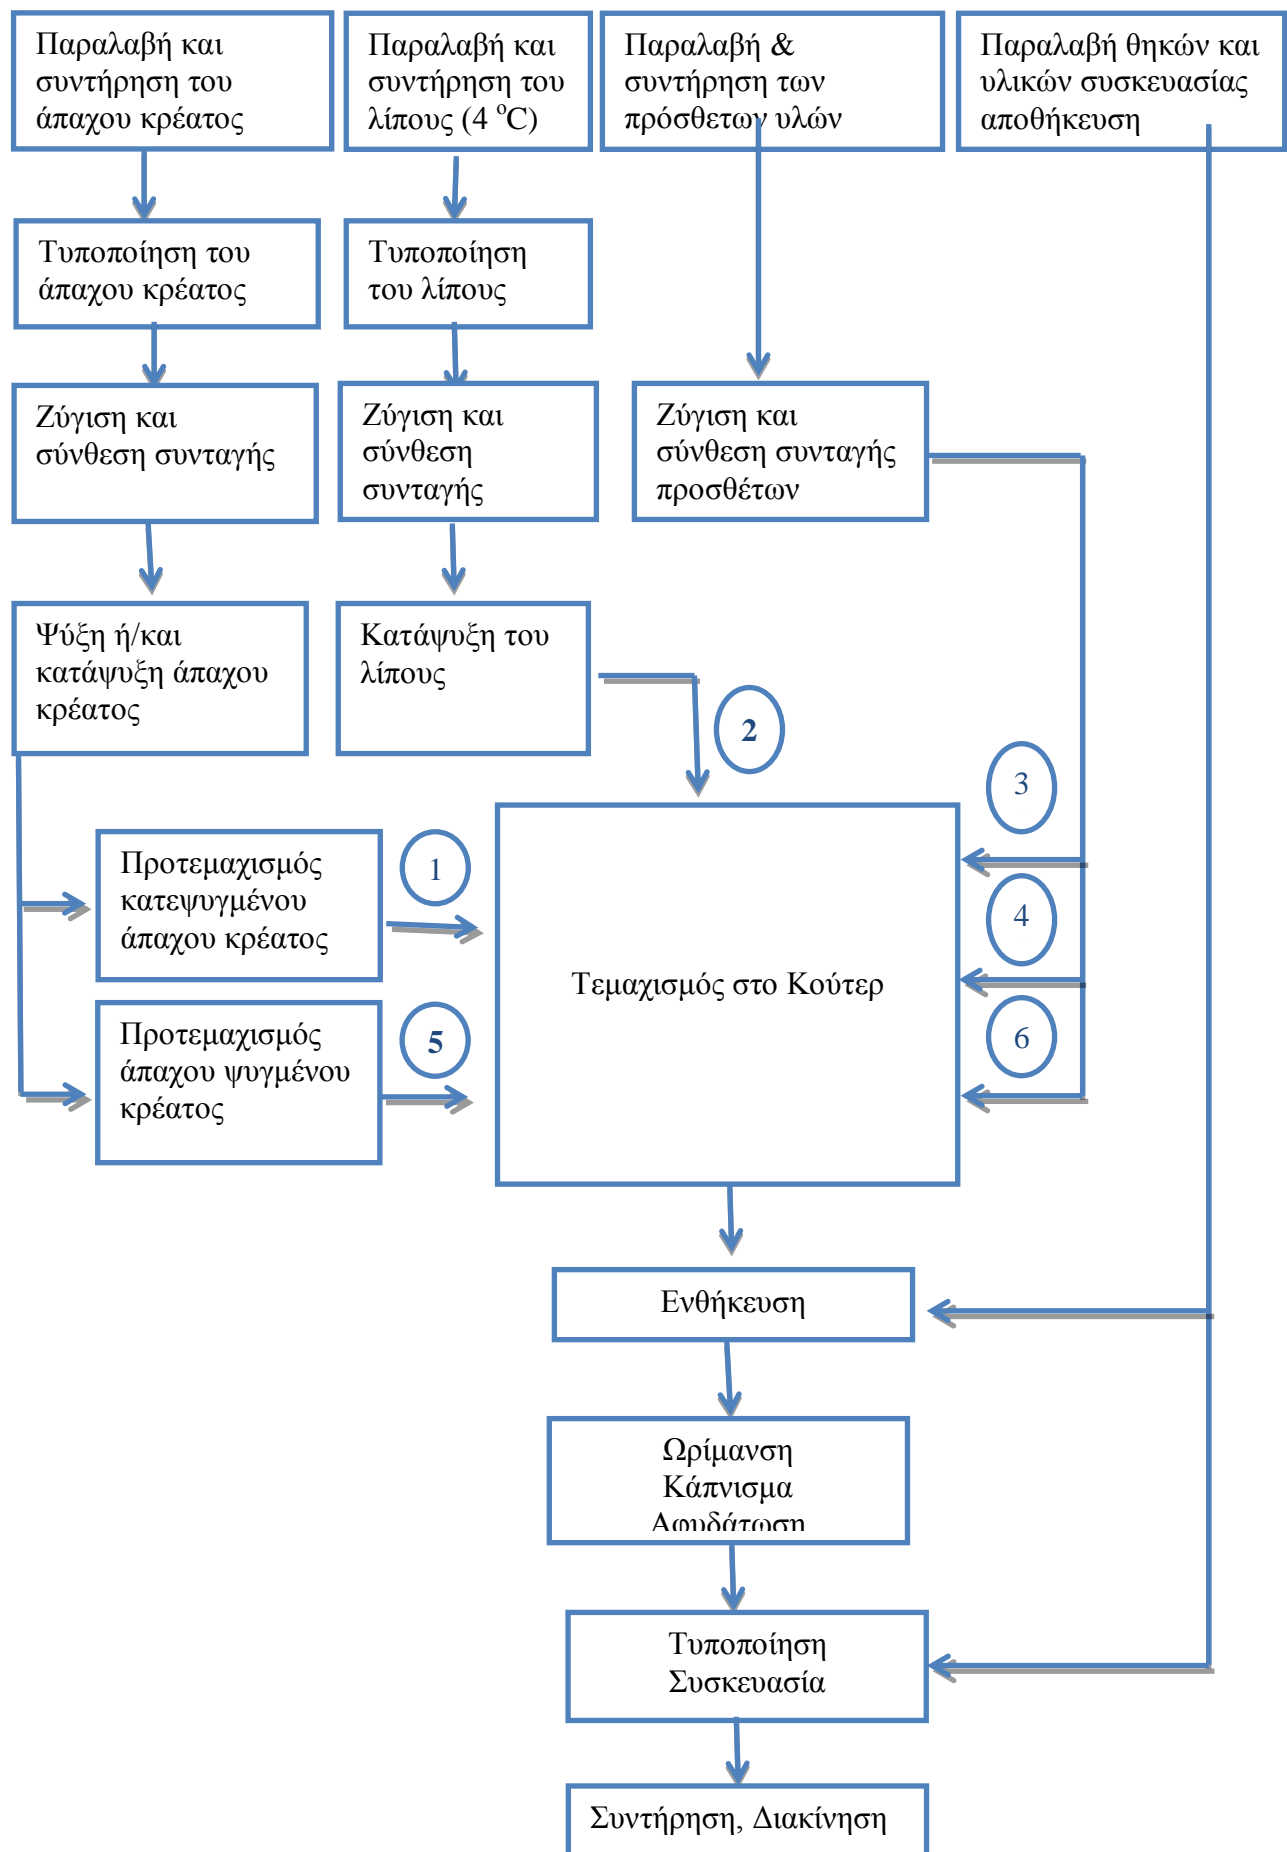 Παραλαβή και
συντήρηση του
άπαχου κρέατος
Παραλαβή και
συντήρηση του
λίπους (4 °C)
Παραλαβή &
συντήρηση των
πρόσθετων υλών
Παραλαβή θηκών και
υλικών συσκευασίας
αποθήκευση
Τυποποίηση του
άπαχου κρέατος
Τυποποίηση
του λίπους
Ζύγιση και
σύνθεση συνταγής
Ζύγιση και
σύνθεση
συνταγής
Ζύγιση και
σύνθεση συνταγής
προσθέτων
Ψύξη ή/και
κατάψυξη άπαχου
κρέατος
Κατάψυξη του
λίπους
2
3
Προτεμαχισμός
κατεψυγμένου
άπαχου κρέατος
1
4
Τεμαχισμός στο Κούτερ
Προτεμαχισμός
άπαχου ψυγμένου
κρέατος
5
6
Ενθήκευση
Ωρίμανση
Κάπνισμα
Αφυδάτωση
Τυποποίηση
Συσκευασία
Συντήρηση, Διακίνηση